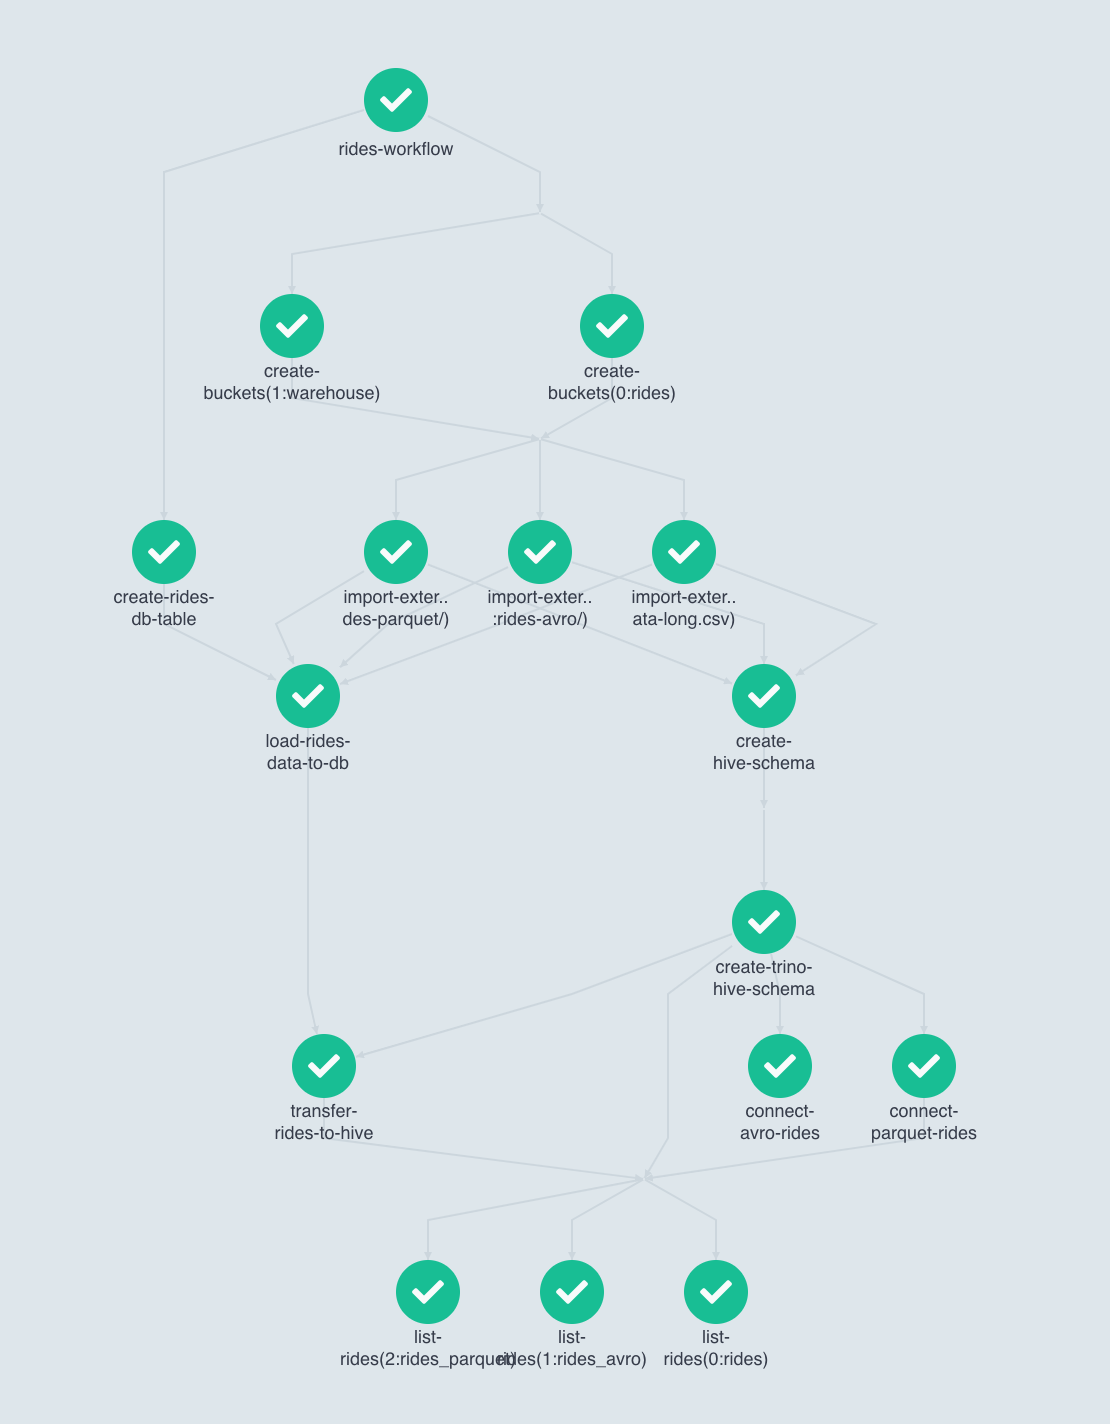 rides-workflow
create-
buckets(1:warehouse)
create-
buckets(0:rides)
create-rides-
db-table
import-exter..
des-parquet/)
import-exter..
:rides-avro/)
import-exter..
ata-long.csv)
load-rides-
data-to-db
create-
hive-schema
create-trino-
hive-schema
transfer-
rides-to-hive
connect-
avro-rides
connect-
parquet-rides
list-
rides(2:rides_parquet)
list-
rides(1:rides_avro)
list-
rides(0:rides)